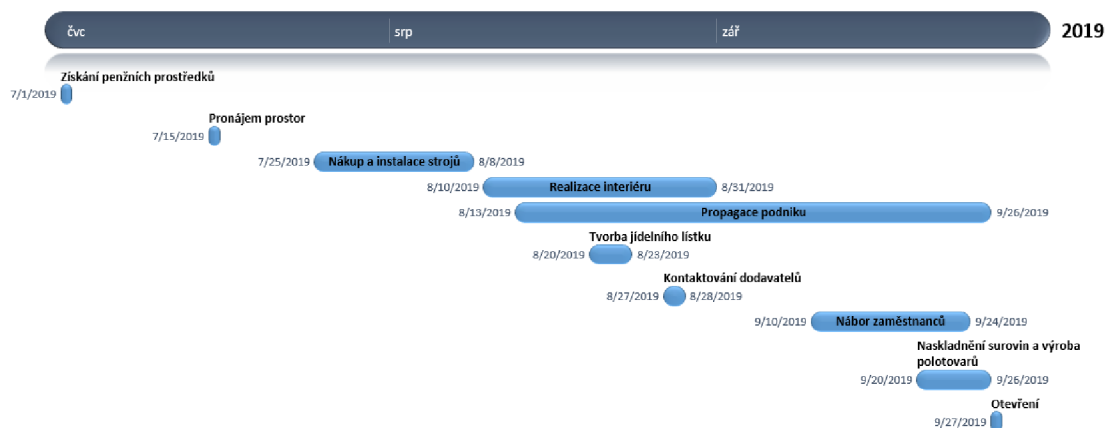 čvc srp zář 2019
Získání penžních prostředků
7/1/2019
Pronájem prostor
7/15/2019
7/25/2019 Nákup a instalace strojů 8/8/2019
8/10/2019 Realizace interiéru 8/31/2019
8/13/2019 Propagace podniku 9/26/2019
Tvorba jídelního lístku
8/20/2019 8/23/2019
Kontaktování dodavatelů
8/27/2019 8/28/2019
9/10/2019 Nábor zaměstnanců 9/24/2019
Naskladnění surovin a výroba
polotovarů
9/20/2019 9/26/2019
Otevření
9/27/2019